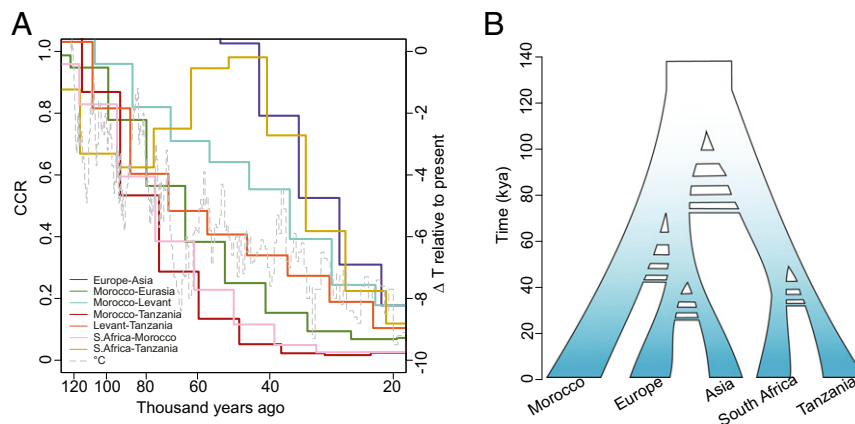 A
CCR
1.0
0.8
0.6
0.4
0.2
0
Europe-Asia
Morocco-Eurasia
Morocco-Levant
Morocco-Tanzania
Levant-Tanzania
S.Africa-Morocco
S.Africa-Tanzania
°C
120 100 80 60 40 20
Thousand years ago
0
-2
-4
-6
-8
-10
Δ T relative to present
B
Time (kya)
140
120
100
80
60
40
20
0
Morocco Europe Asia South Africa Tanzania